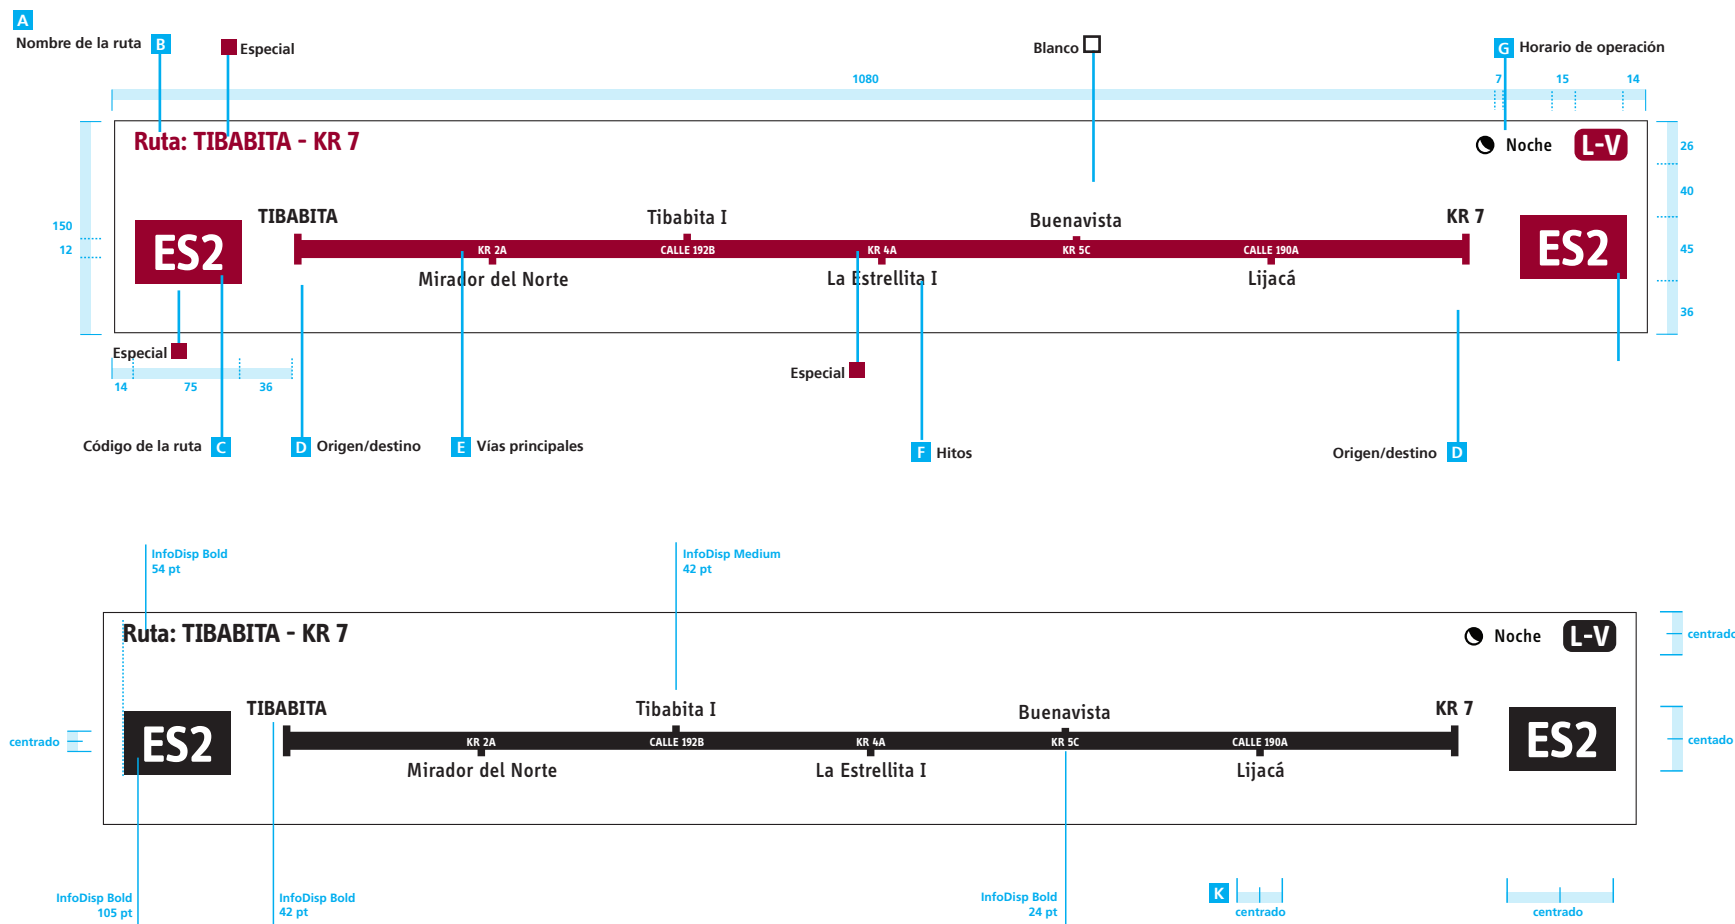 A
Nombre de la ruta B
Especial
Blanco
G Horario de operación
1080
7
15
14
Ruta: TIBABITA - KR 7
Noche
L-V
26
40
45
36
150
12
ES2
TIBABITA
Tibabita I
Buenavista
KR 7
ES2
KR 2A
CALLE 192B
KR 4A
KR 5C
CALLE 190A
Mirador del Norte
La Estrellita I
Lijacá
Especial
14
75
36
Especial
Código de la ruta C
D Origen/destino
E Vías principales
F Hitos
Origen/destino D
InfoDisp Bold
54 pt
InfoDisp Medium
42 pt
Ruta: TIBABITA - KR 7
Noche
L-V
centrado
centrado
ES2
TIBABITA
Tibabita I
Buenavista
KR 7
ES2
centado
KR 2A
CALLE 192B
KR 4A
KR 5C
CALLE 190A
Mirador del Norte
La Estrellita I
Lijacá
InfoDisp Bold
105 pt
InfoDisp Bold
42 pt
InfoDisp Bold
24 pt
K
centrado
centrado